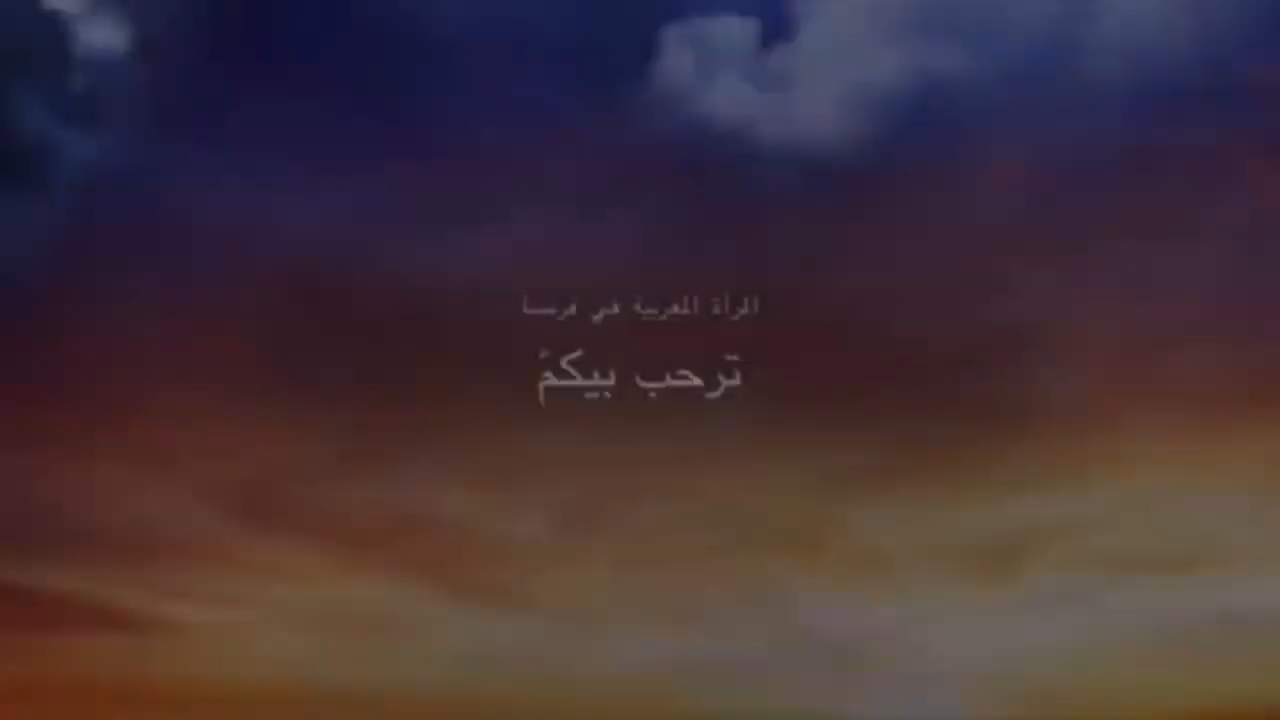 المرأة المغربية في فرنسا
ترحب بيكم